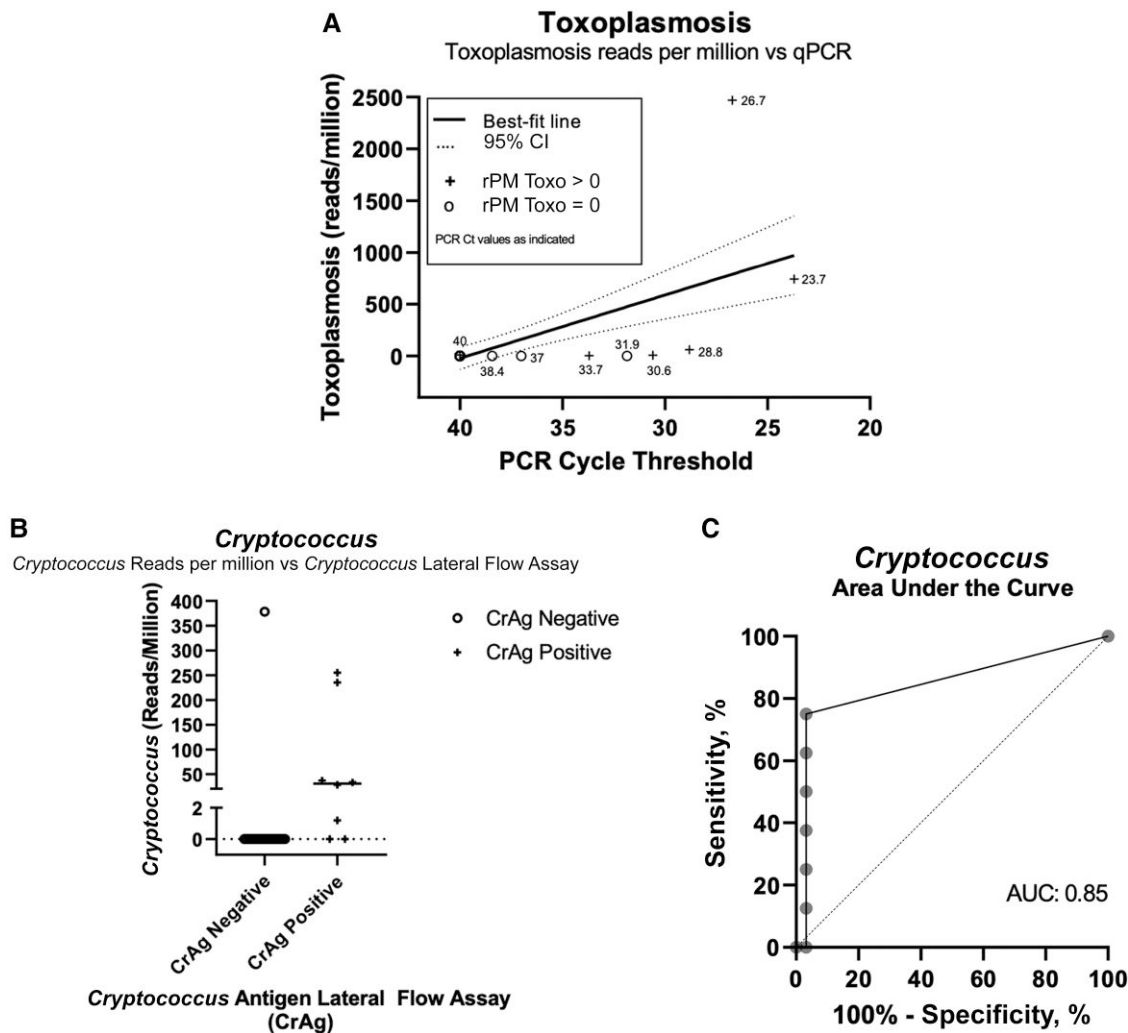 A
Toxoplasmosis
Toxoplasmosis reads per million vs qPCR
Toxoplasmosis (reads/million)
2500
2000
1500
1000
500
0
Best-fit line
95% CI
+ rPM Toxo > 0
o rPM Toxo = 0
PCR Ct values as indicated
26.7
23.7
28.8
30.6
31.9
33.7
37
38.4
40
40
35
30
25
20
PCR Cycle Threshold
B
Cryptococcus
Cryptococcus Reads per million vs Cryptococcus Lateral Flow Assay
Cryptococcus (Reads/Million)
400
350
300
250
200
150
100
50
2
0
o CrAg Negative
+ CrAg Positive
CrAg Negative
CrAg Positive
Cryptococcus Antigen Lateral Flow Assay
(CrAg)
C
Cryptococcus
Area Under the Curve
Sensitivity, %
100
80
60
40
20
0
AUC: 0.85
0
20
40
60
80
100
100% - Specificity, %